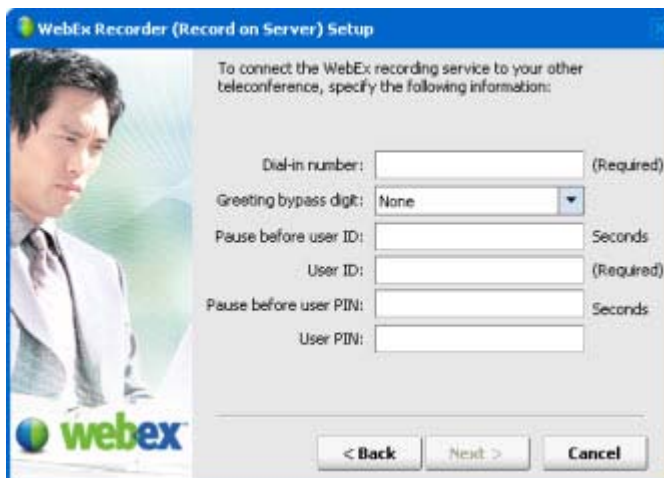 WebEx Recorder (Record on Server) Setup
To connect the WebEx recording service to your other
teleconference, specify the following information:
Dial-in number: (Required)
Greeting bypass digit: None
Pause before user ID: Seconds
User ID: (Required)
Pause before user PIN: Seconds
User PIN:
webex
< Back Next > Cancel